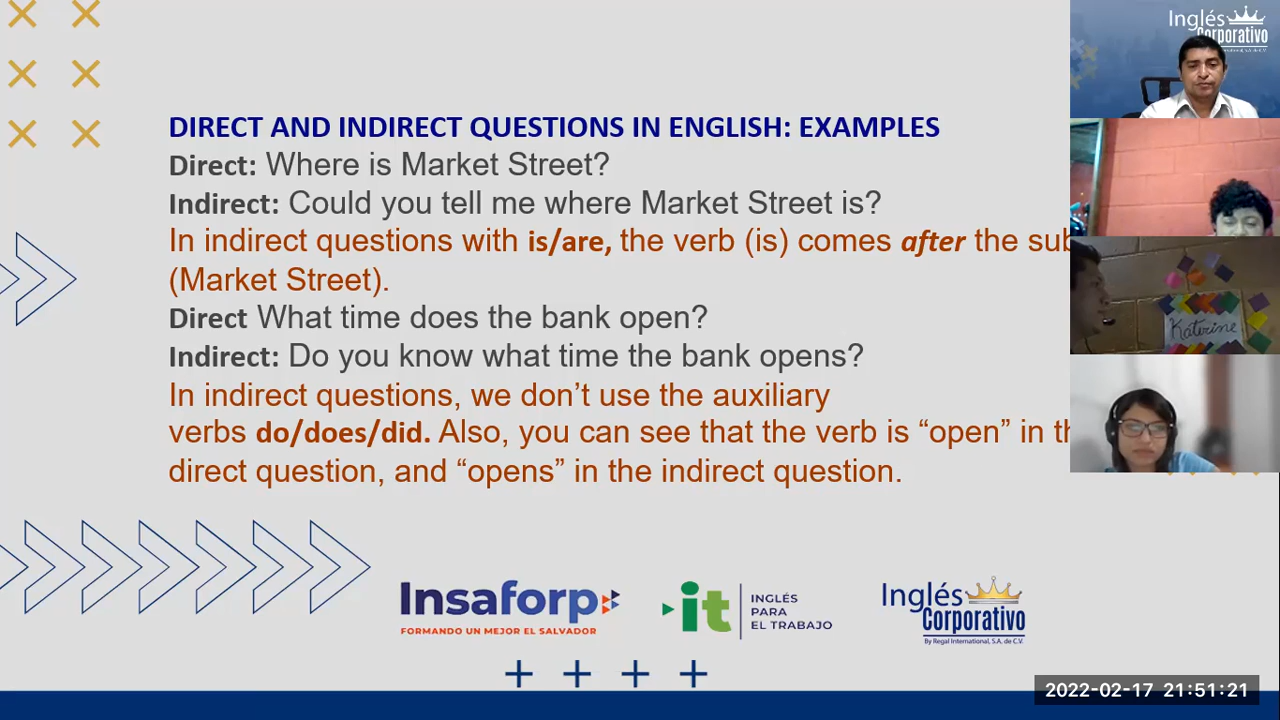 Inglés
Corporativo
By Regal International, S.A. de C.V.
DIRECT AND INDIRECT QUESTIONS IN ENGLISH: EXAMPLES
Direct: Where is Market Street?
Indirect: Could you tell me where Market Street is?
In indirect questions with is/are, the verb (is) comes after the sub
(Market Street).
Direct What time does the bank open?
Indirect: Do you know what time the bank opens?
In indirect questions, we don’t use the auxiliary
verbs do/does/did. Also, you can see that the verb is “open” in th
direct question, and “opens” in the indirect question.
Katerine
Insaforp
FORMANDO UN MEJOR EL SALVADOR
it
INGLÉS
PARA
EL TRABAJO
Inglés
Corporativo
By Regal International, S.A. de C.V.
2022-02-17 21:51:21